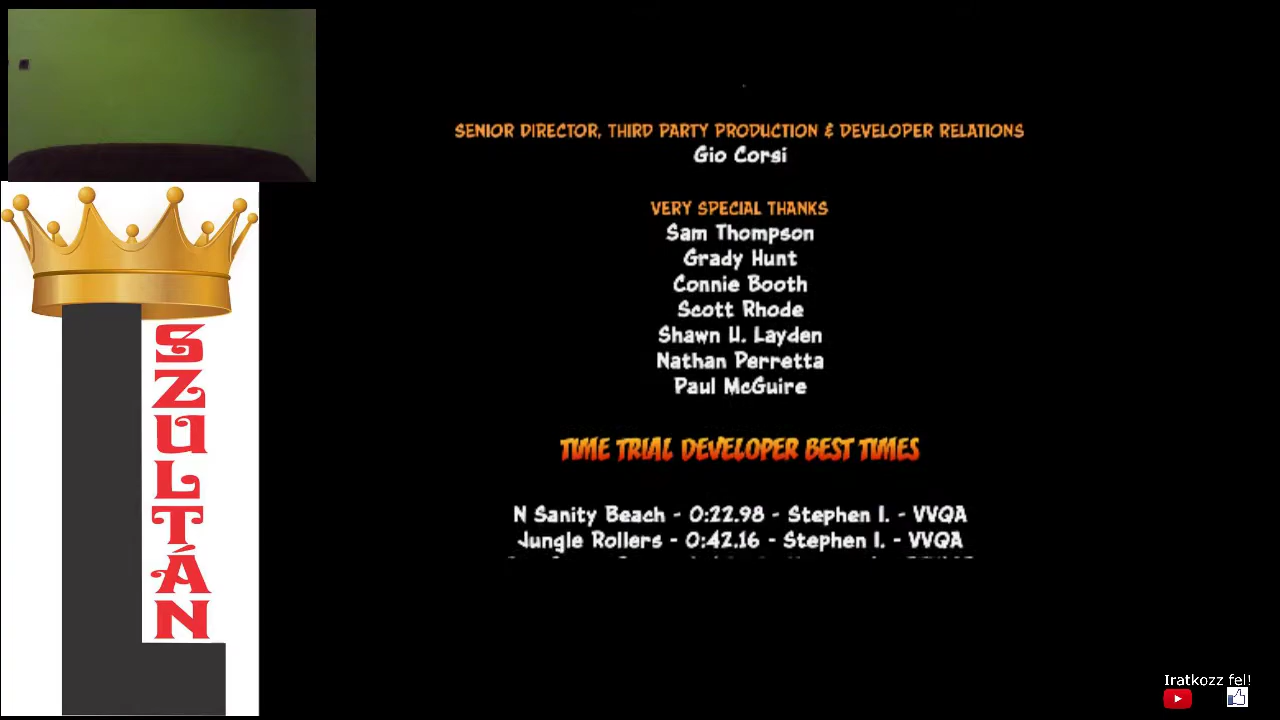 SENIOR DIRECTOR, THIRD PARTY PRODUCTION & DEVELOPER RELATIONS
Gio Corsi
VERY SPECIAL THANKS
Sam Thompson
Grady Hunt
Connie Booth
Scott Rhode
Shawn U. Layden
Nathan Perretta
Paul McGuire
TIME TRIAL DEVELOPER BEST TIMES
N Sanity Beach - 0:22.98 - Stephen I. - VVQA
Jungle Rollers - 0:42.16 - Stephen I. - VVQA
L
SZULTÁN
Iratkozz fel!